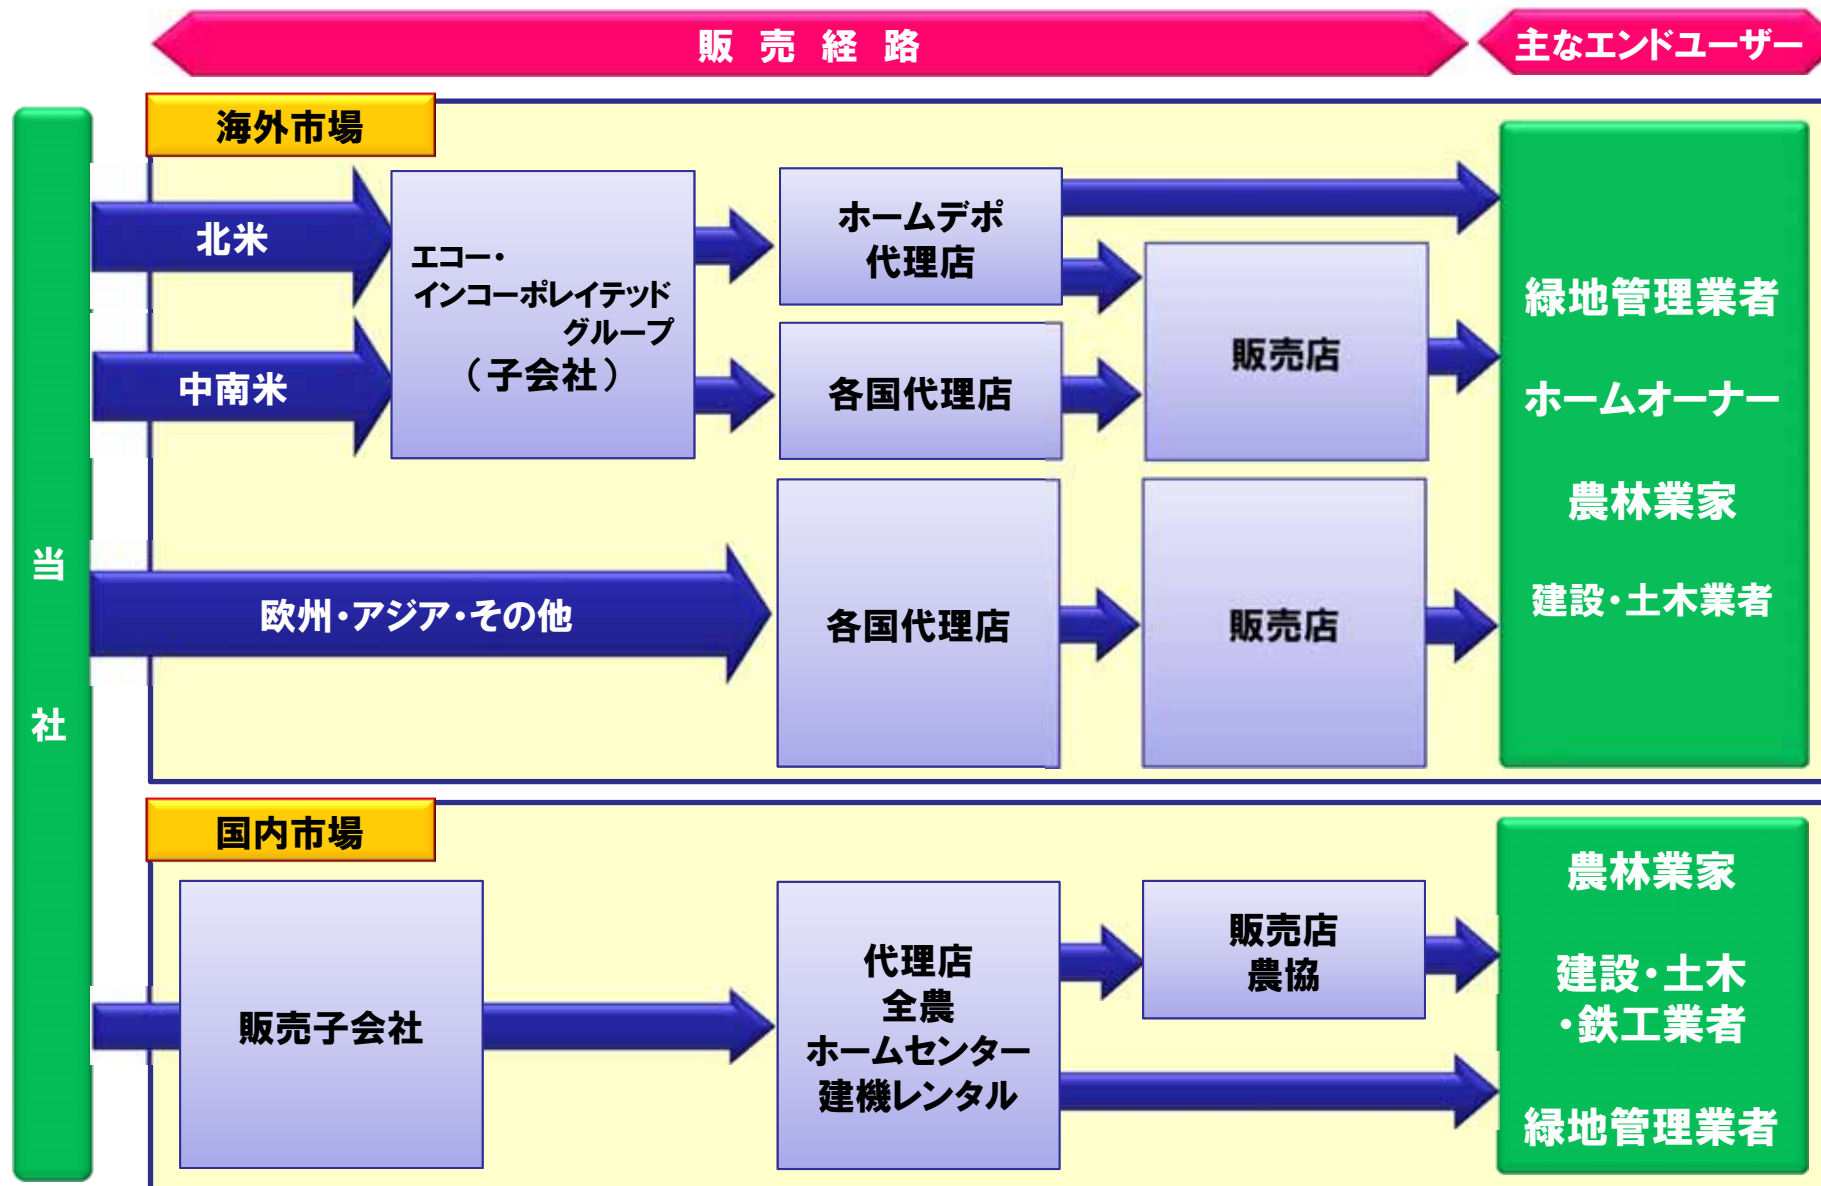 販売経路
主なエンドユーザー
当社
海外市場
北米
中南米
エコー・
インコーポレイテッド
グループ
（子会社）
ホームデポ
代理店
各国代理店
販売店
欧州・アジア・その他
各国代理店
販売店
緑地管理業者
ホームオーナー
農林業家
建設・土木業者
国内市場
販売子会社
代理店
全農
ホームセンター
建機レンタル
販売店
農協
農林業家
建設・土木
・鉄工業者
緑地管理業者